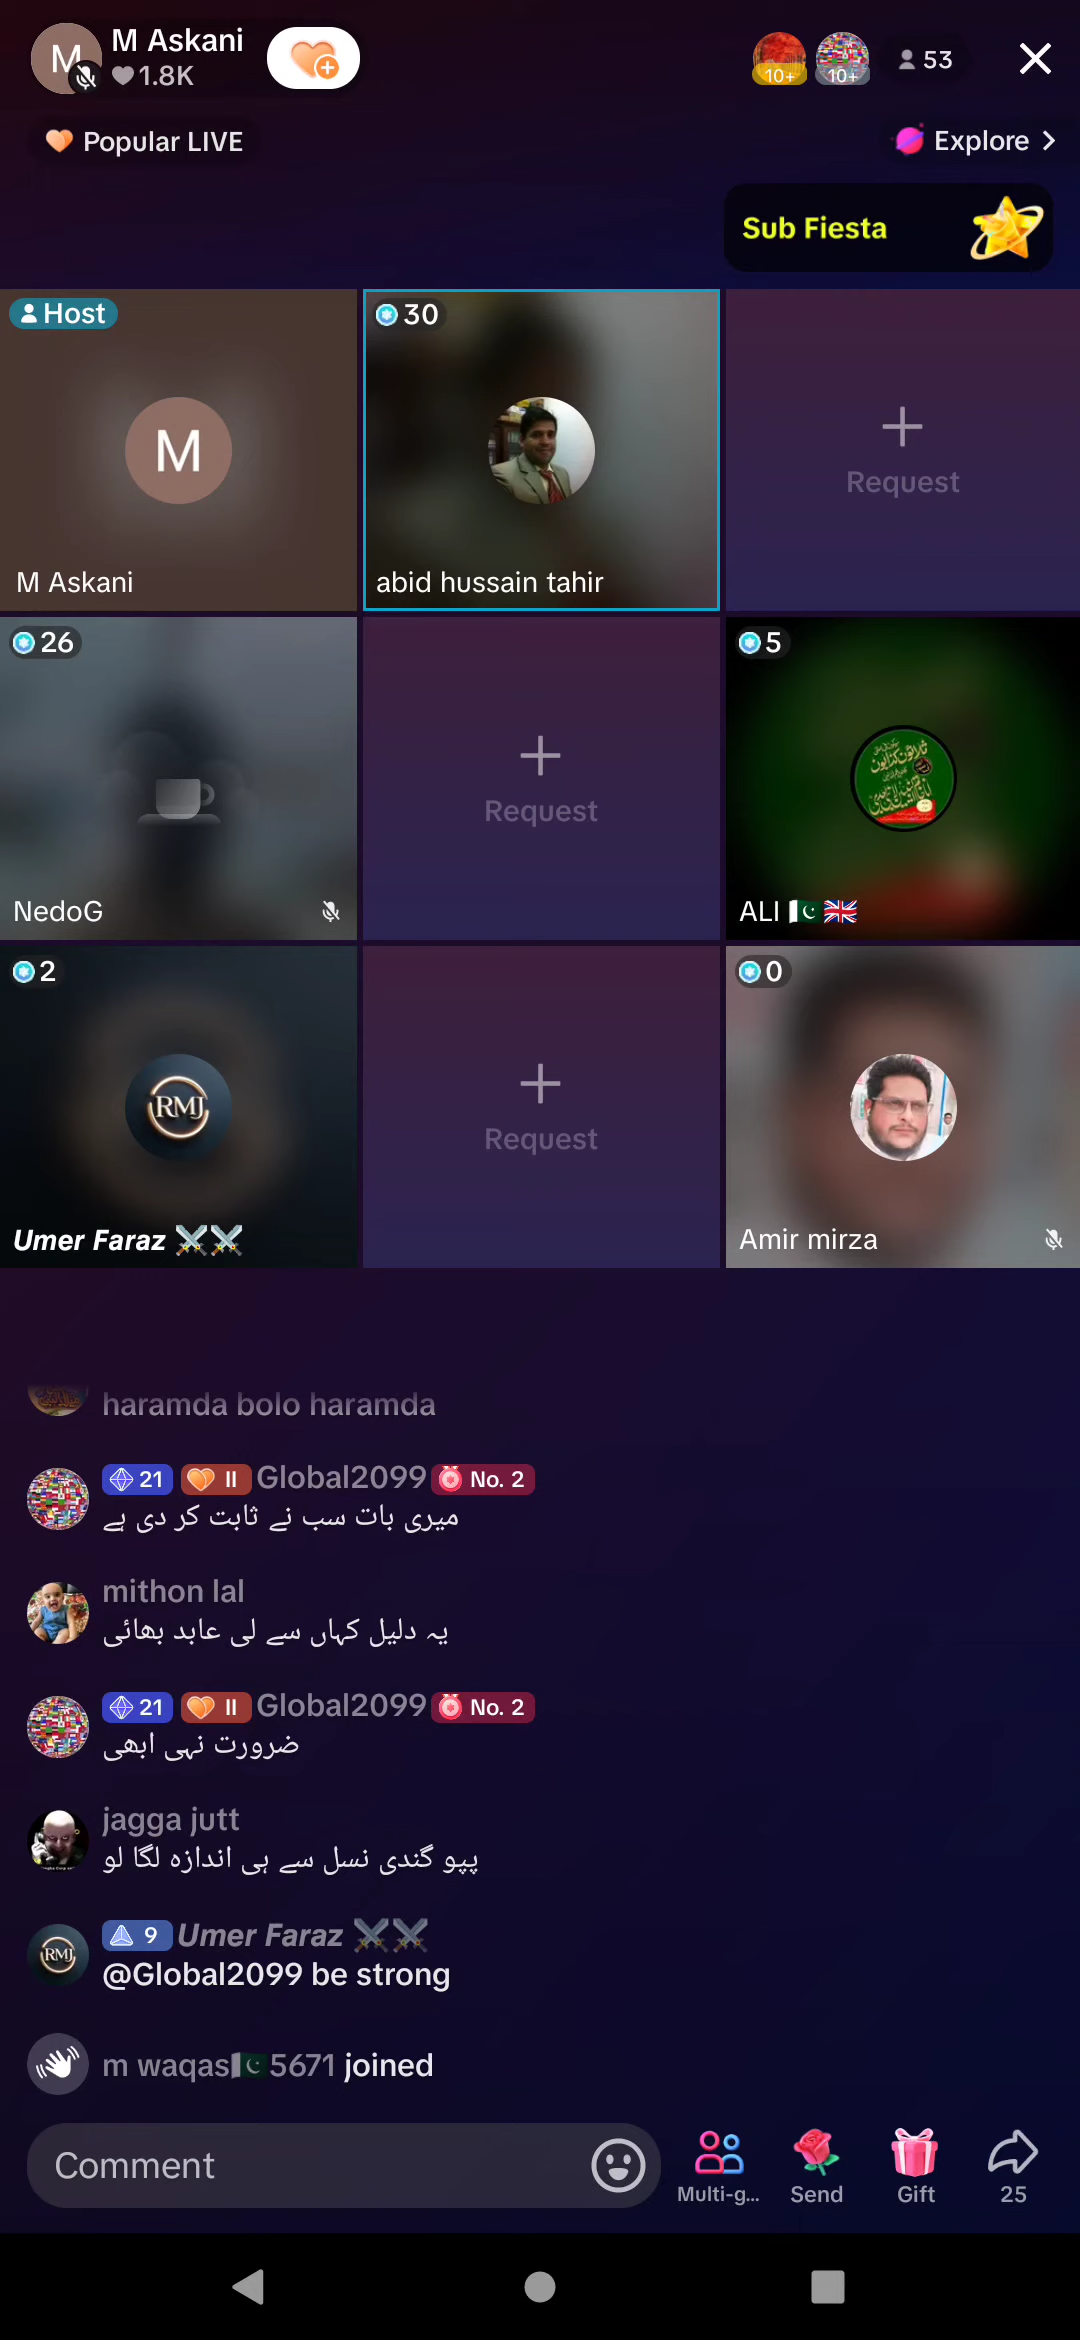 M Askani
1.8K
10+
10+
53
Popular LIVE
Explore
Sub Fiesta
Host
M
M Askani
30
abid hussain tahir
Request
26
NedoG
Request
5
ALI 🇵🇰🇬🇧
2
RMJ
Umer Faraz ⚔️⚔️
Request
0
Amir mirza
haramda bolo haramda
21 II Global2099 No. 2
میری بات سب نے ثابت کر دی ہے
mithon lal
یہ دلیل کہاں سے لی عابد بھائی
21 II Global2099 No. 2
ضرورت نہی ابھی
jagga jutt
پپو گندی نسل سے ہی اندازہ لگا لو
9 Umer Faraz ⚔️⚔️
@Global2099 be strong
m waqas🇵🇰5671 joined
Comment
Multi-g...
Send
Gift
25